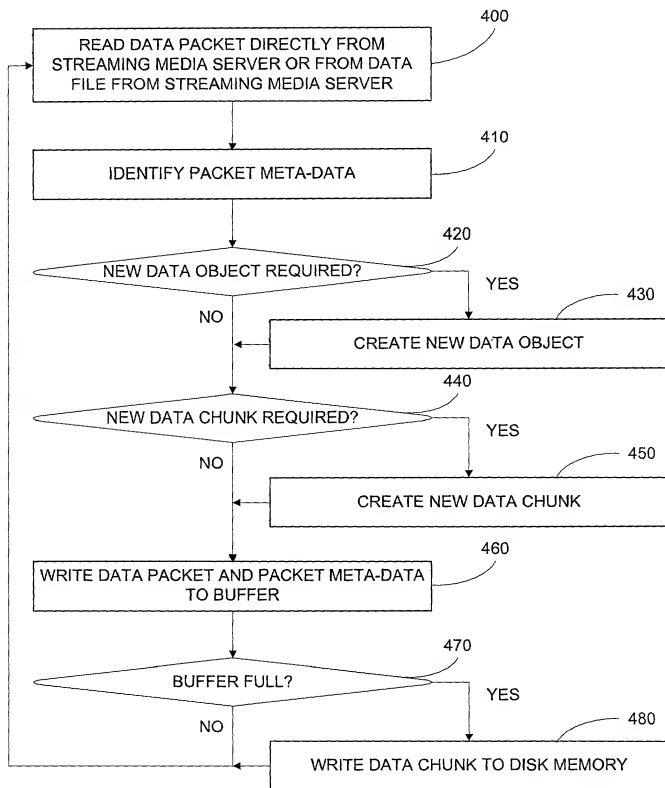 400
READ DATA PACKET DIRECTLY FROM
STREAMING MEDIA SERVER OR FROM DATA
FILE FROM STREAMING MEDIA SERVER
410
IDENTIFY PACKET META-DATA
420
NEW DATA OBJECT REQUIRED?
YES
430
NO
CREATE NEW DATA OBJECT
440
NEW DATA CHUNK REQUIRED?
YES
450
NO
CREATE NEW DATA CHUNK
460
WRITE DATA PACKET AND PACKET META-DATA
TO BUFFER
470
BUFFER FULL?
YES
480
NO
WRITE DATA CHUNK TO DISK MEMORY